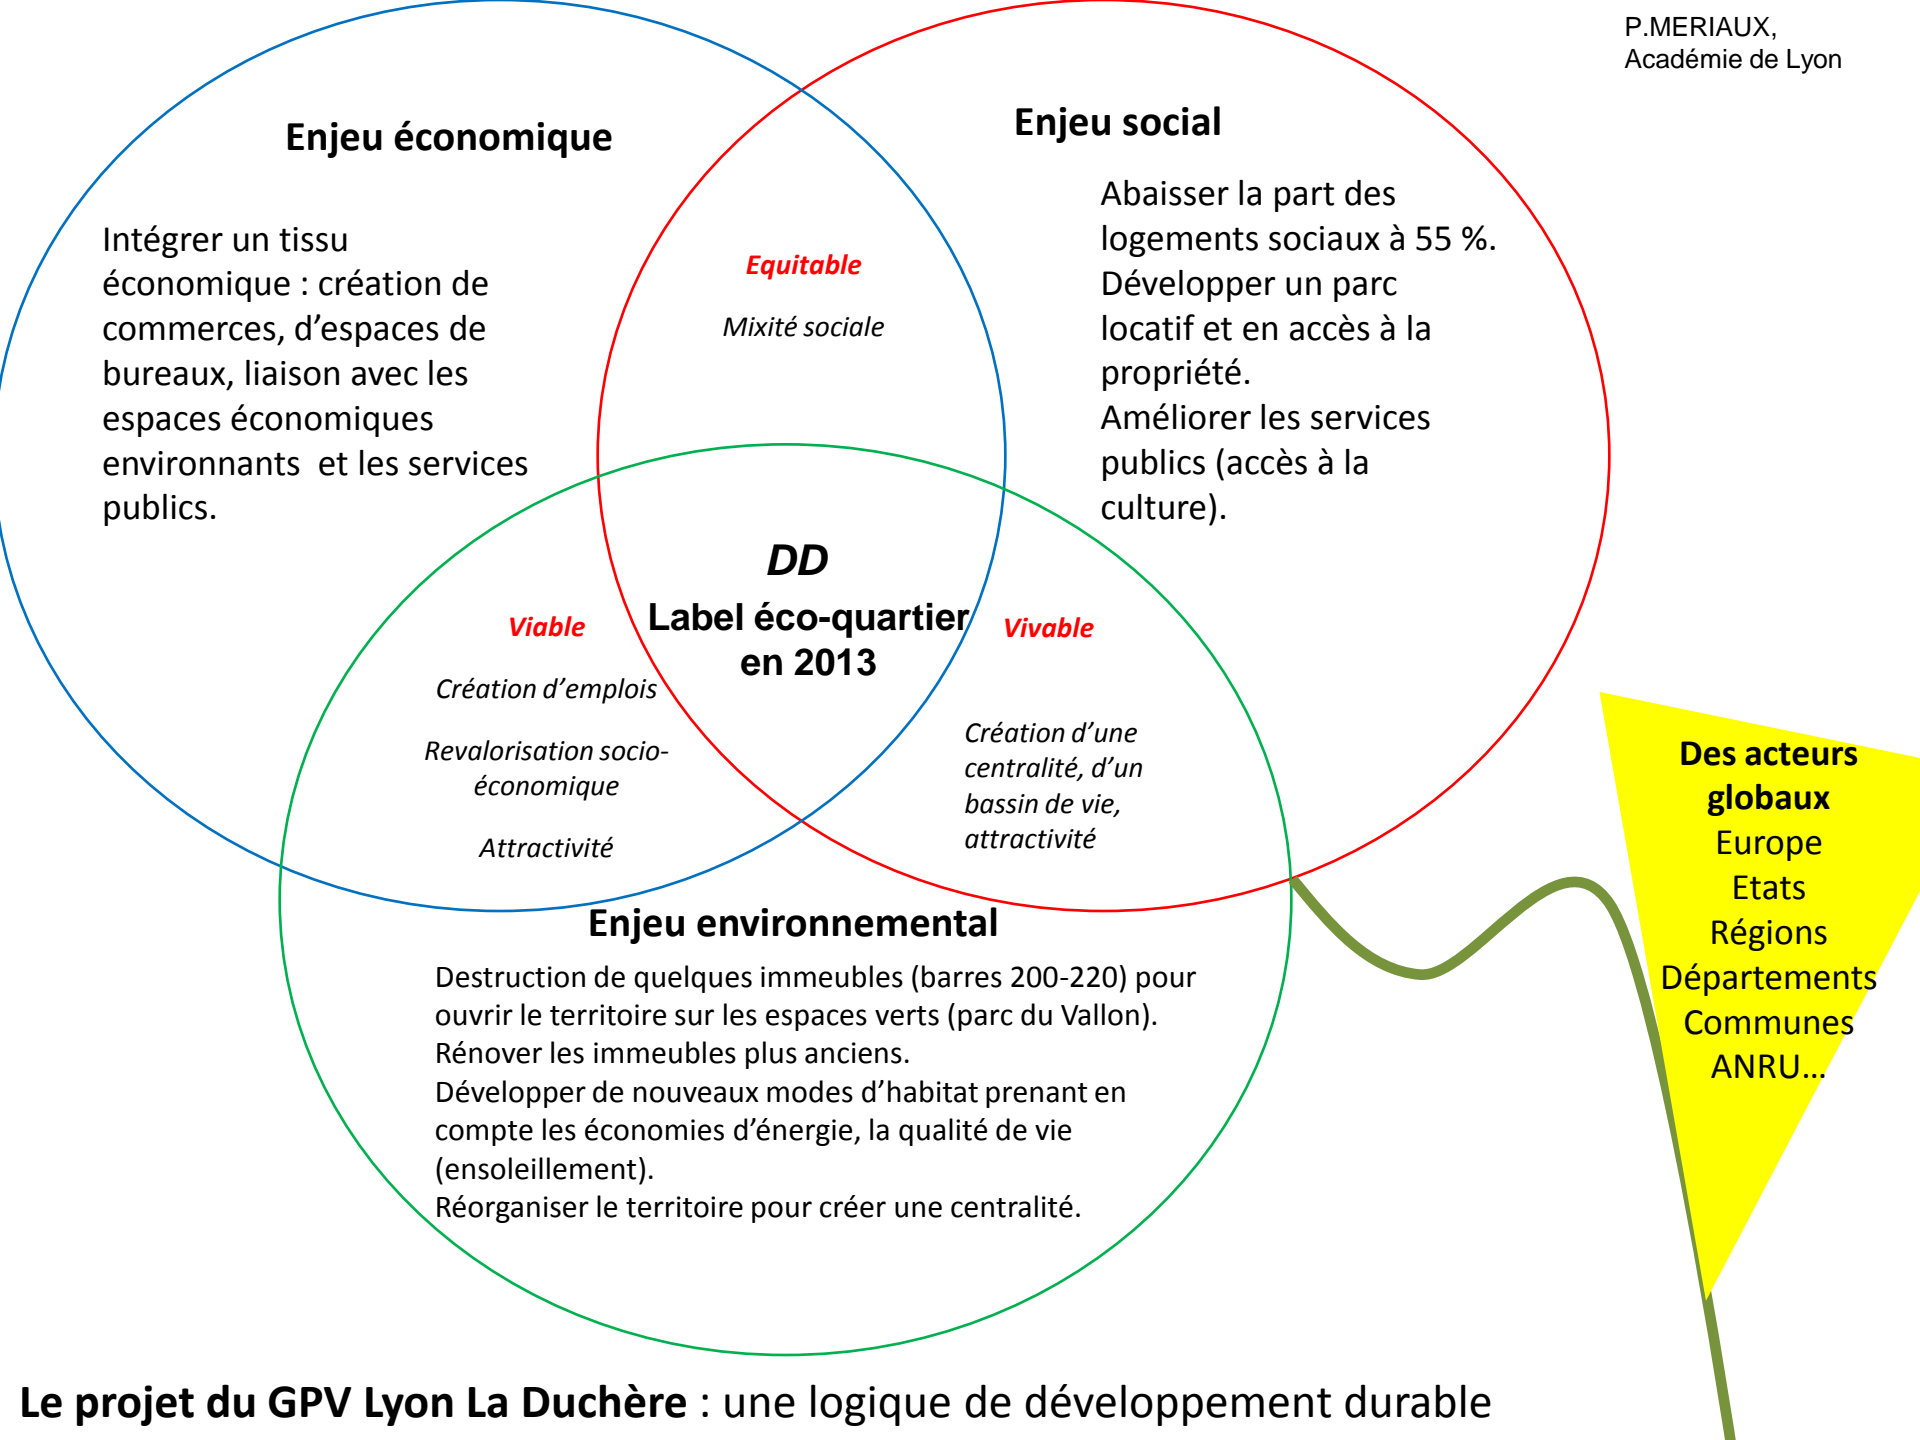 P.MERIAUX,
Académie de Lyon
Enjeu économique
Intégrer un tissu
économique : création de
commerces, d’espaces de
bureaux, liaison avec les
espaces économiques
environnants  et les services
publics.
Equitable
Mixité sociale
Enjeu social
Abaisser la part des
logements sociaux à 55 %.
Développer un parc
locatif et en accès à la
propriété.
Améliorer les services
publics (accès à la
culture).
DD
Label éco-quartier
en 2013
Viable
Création d’emplois
Revalorisation socio-
économique
Attractivité
Vivable
Création d’une
centralité, d’un
bassin de vie,
attractivité
Enjeu environnemental
Destruction de quelques immeubles (barres 200-220) pour
ouvrir le territoire sur les espaces verts (parc du Vallon).
Rénover les immeubles plus anciens.
Développer de nouveaux modes d’habitat prenant en
compte les économies d’énergie, la qualité de vie
(ensoleillement).
Réorganiser le territoire pour créer une centralité.
Des acteurs
globaux
Europe
Etats
Régions
Départements
Communes
ANRU…
Le projet du GPV Lyon La Duchère : une logique de développement durable